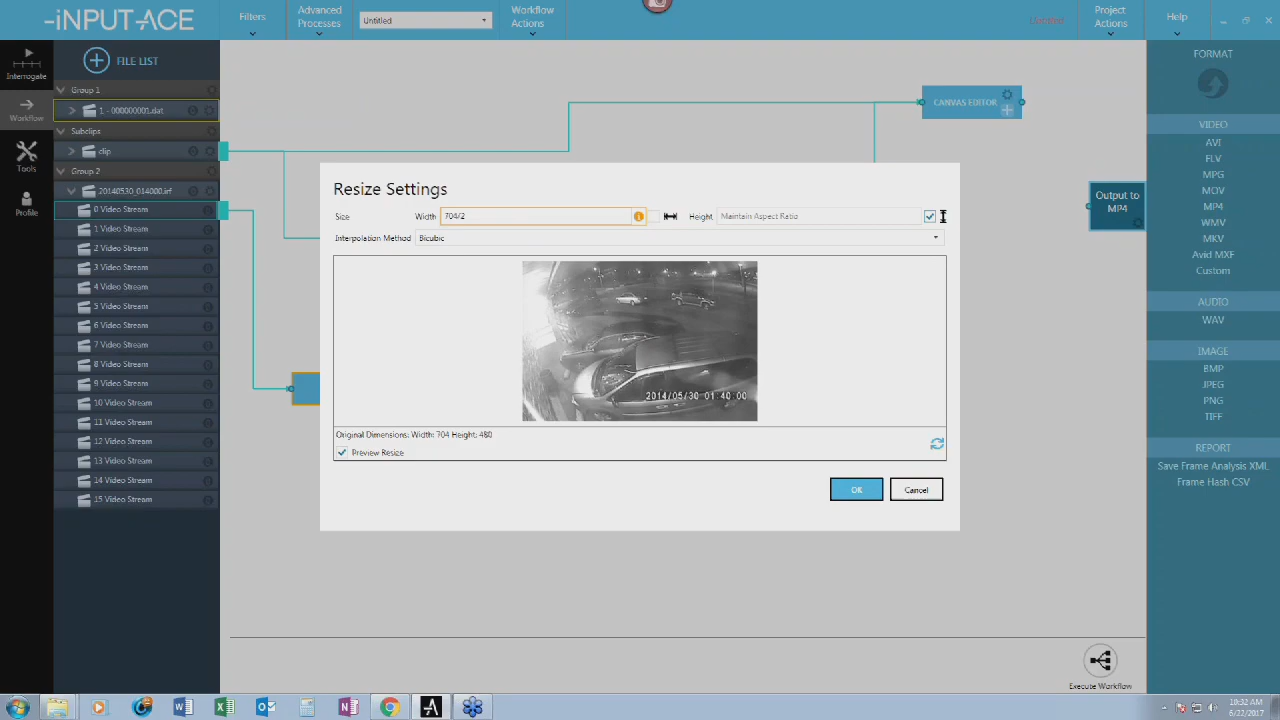 -iNPUT-ACE
Filters
Advanced
Processes
Untitled
Workflow
Actions
Untitled
Project
Actions
Help
Interrogate
Workflow
Tools
Profile
FILE LIST
Group 1
1 - 000000001.dat
Subclips
clip
Group 2
20140530_014000.irf
0 Video Stream
1 Video Stream
2 Video Stream
3 Video Stream
4 Video Stream
5 Video Stream
6 Video Stream
7 Video Stream
8 Video Stream
9 Video Stream
10 Video Stream
11 Video Stream
12 Video Stream
13 Video Stream
14 Video Stream
15 Video Stream
CANVAS EDITOR
Output to
MP4
Resize Settings
Size Width 704/2 Height Maintain Aspect Ratio
Interpolation Method Bicubic
2014/05/30 01:40:00
Original Dimensions: Width: 704 Height: 480
Preview Resize
OK
Cancel
Execute Workflow
FORMAT
VIDEO
AVI
FLV
MPG
MOV
MP4
WMV
MKV
Avid MXF
Custom
AUDIO
WAV
IMAGE
BMP
JPEG
PNG
TIFF
REPORT
Save Frame Analysis XML
Frame Hash CSV
10:32 AM
6/22/2017